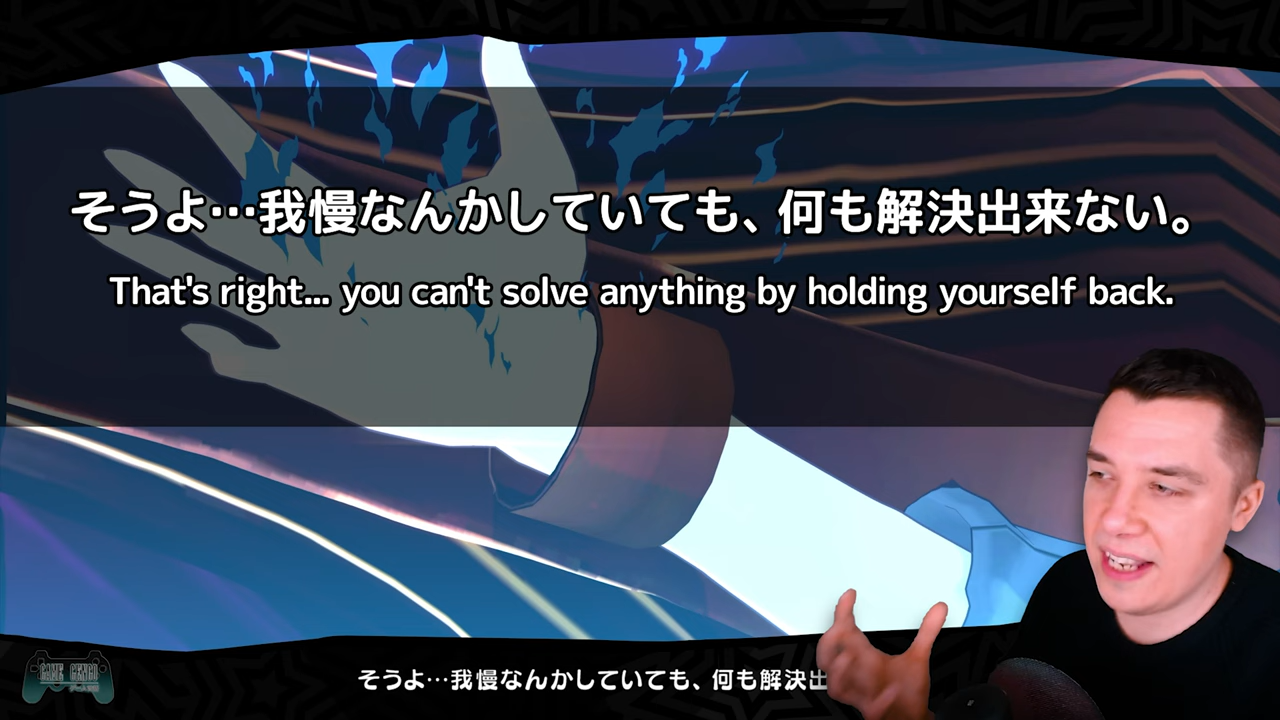 そうよ…我慢なんかしていても、何も解決出来ない。
That's right... you can't solve anything by holding yourself back.
GAME GENGO
そうよ…我慢なんかしていても、何も解決出